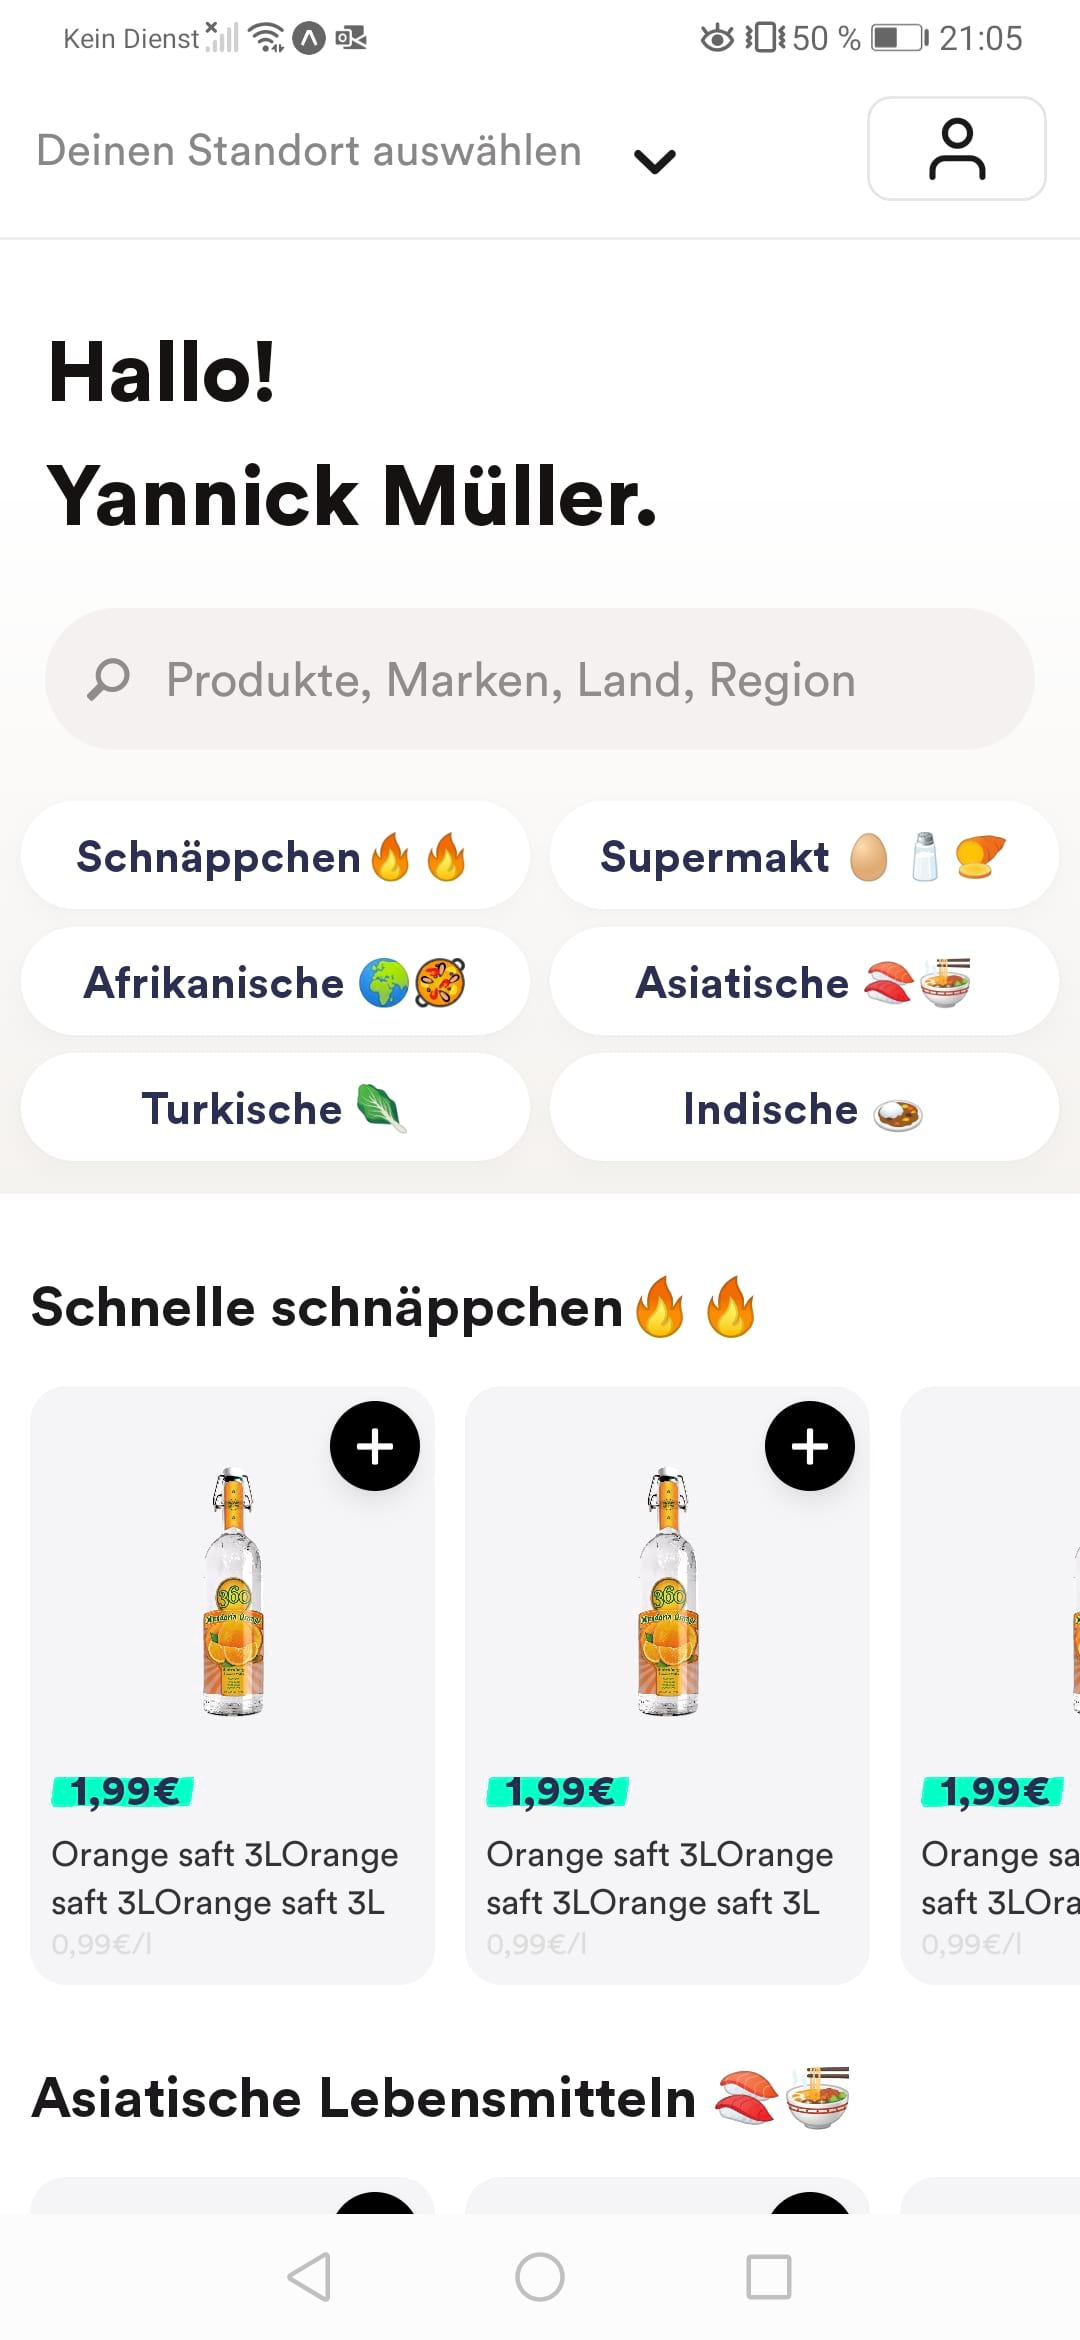 Kein Dienst 50 % 21:05
Deinen Standort auswählen
Hallo!
Yannick Müller.
Produkte, Marken, Land, Region
Schnäppchen🔥🔥 Supermakt 🥚🧂🍠
Afrikanische 🌍🥘 Asiatische 🍣🍜
Turkische 🥬 Indische 🍛
Schnelle schnäppchen🔥🔥
360 360
1,99€ 1,99€ 1,99€
Orange saft 3LOrange Orange saft 3LOrange Orange sa
saft 3LOrange saft 3L saft 3LOrange saft 3L saft 3LOra
0,99€/l 0,99€/l 0,99€/l
Asiatische Lebensmitteln 🍣🍜